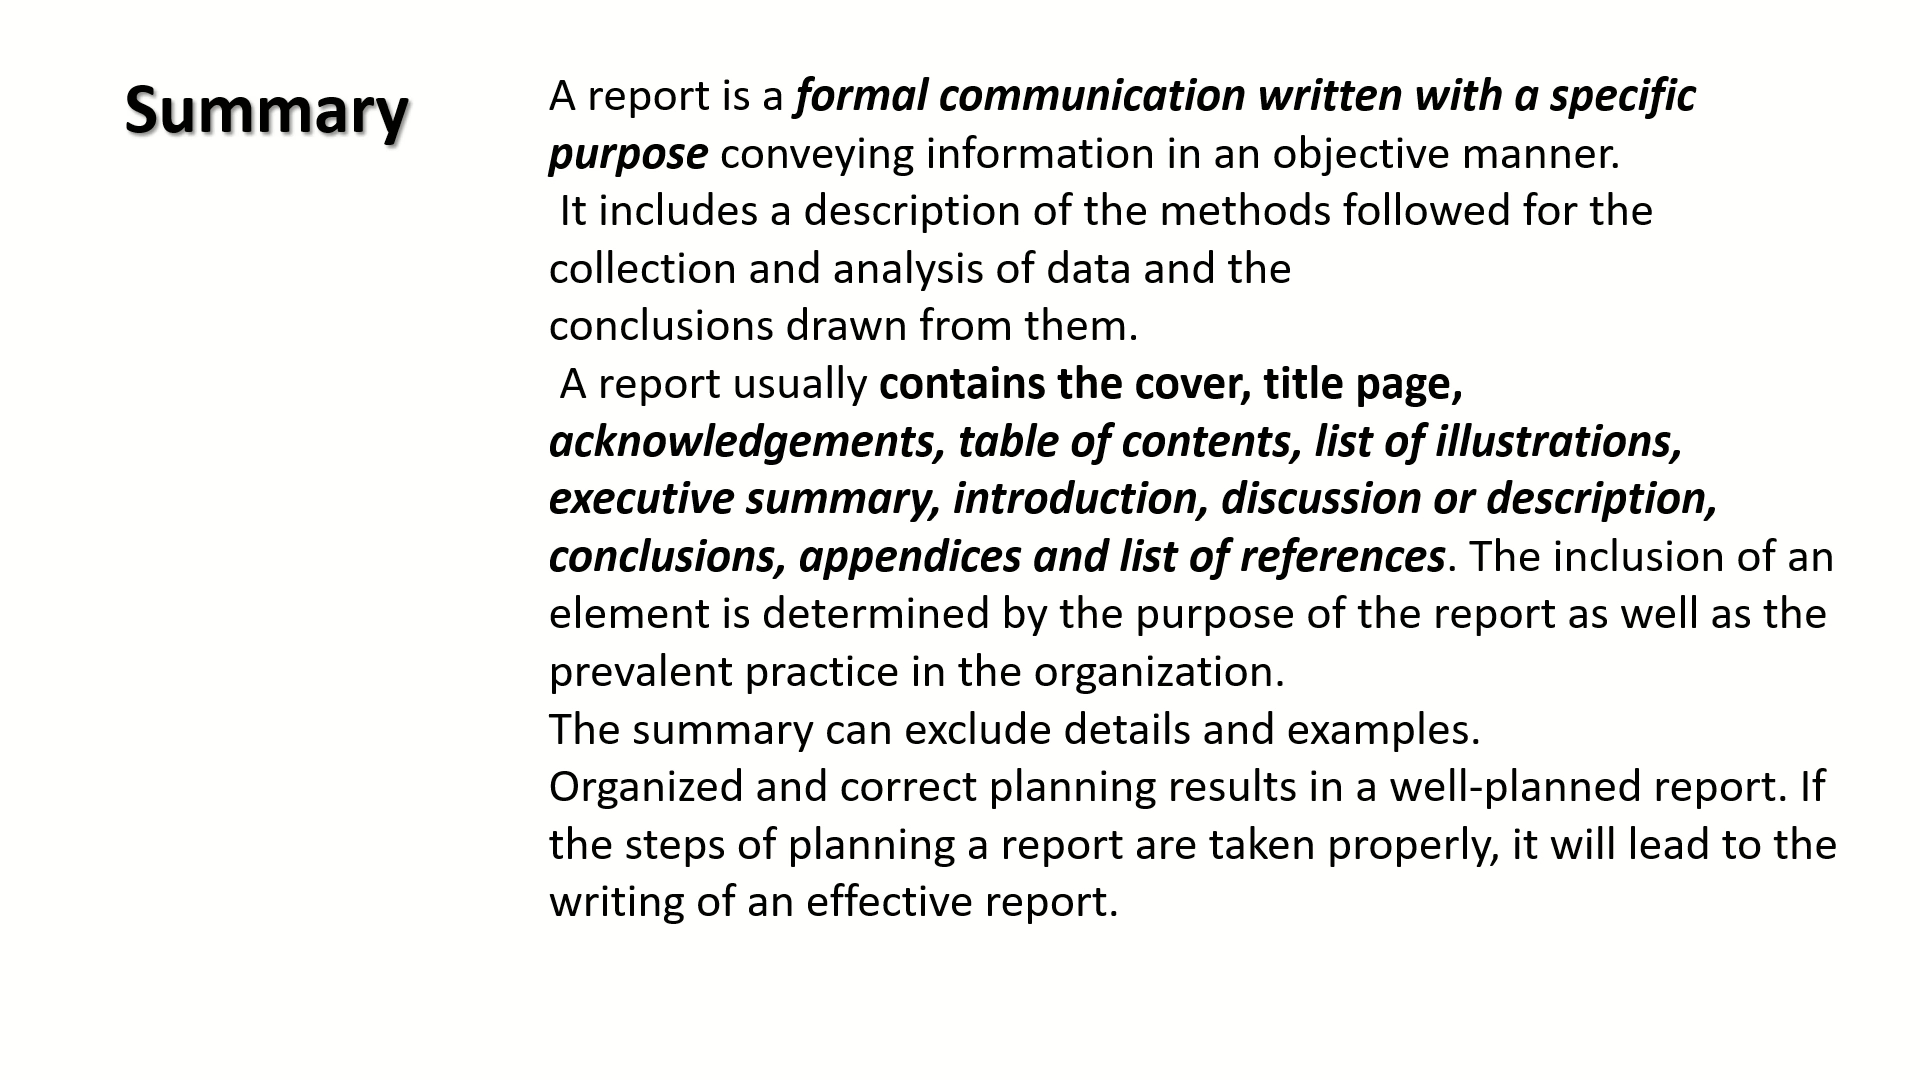 Summary
A report is a formal communication written with a specific
purpose conveying information in an objective manner.
It includes a description of the methods followed for the
collection and analysis of data and the
conclusions drawn from them.
A report usually contains the cover, title page,
acknowledgements, table of contents, list of illustrations,
executive summary, introduction, discussion or description,
conclusions, appendices and list of references. The inclusion of an
element is determined by the purpose of the report as well as the
prevalent practice in the organization.
The summary can exclude details and examples.
Organized and correct planning results in a well-planned report. If
the steps of planning a report are taken properly, it will lead to the
writing of an effective report.